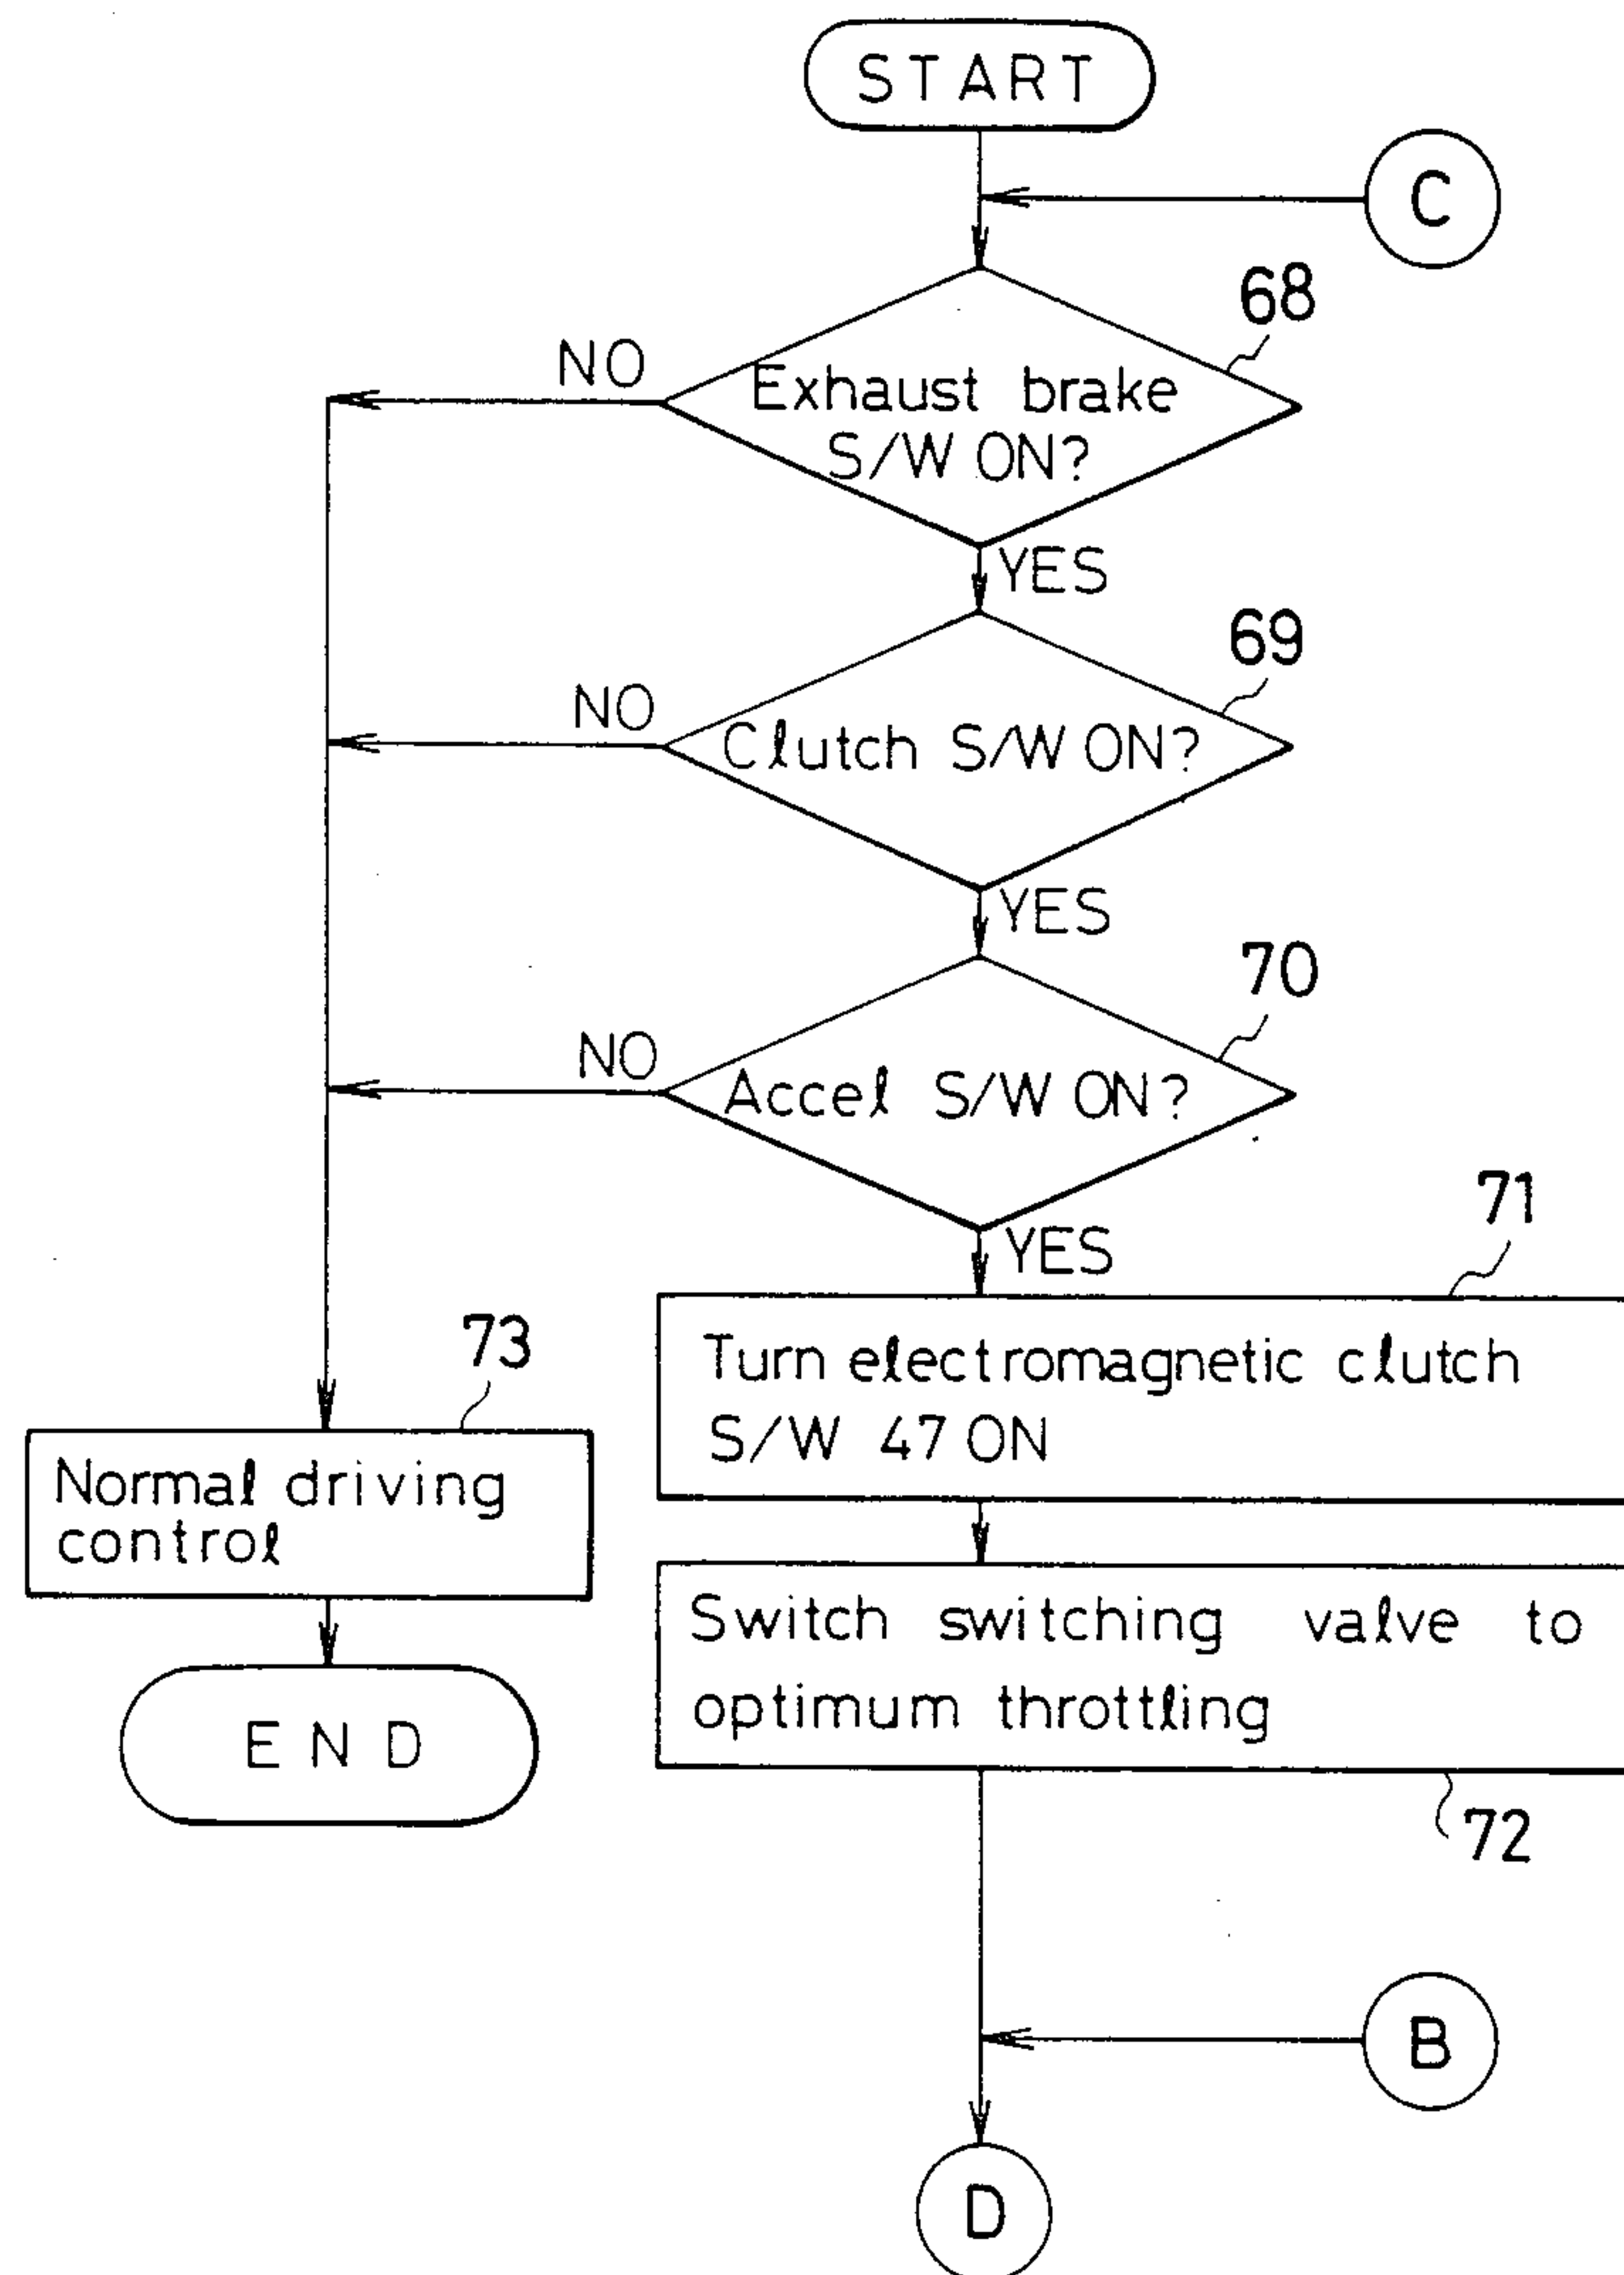 START
C
68
NO
Exhaust brake
S/W ON?
YES
69
NO
Clutch S/W ON?
YES
70
NO
Accel S/W ON?
YES
71
Turn electromagnetic clutch
S/W 47 ON
73
Normal driving
control
Switch switching valve to
optimum throttling
END
72
B
D